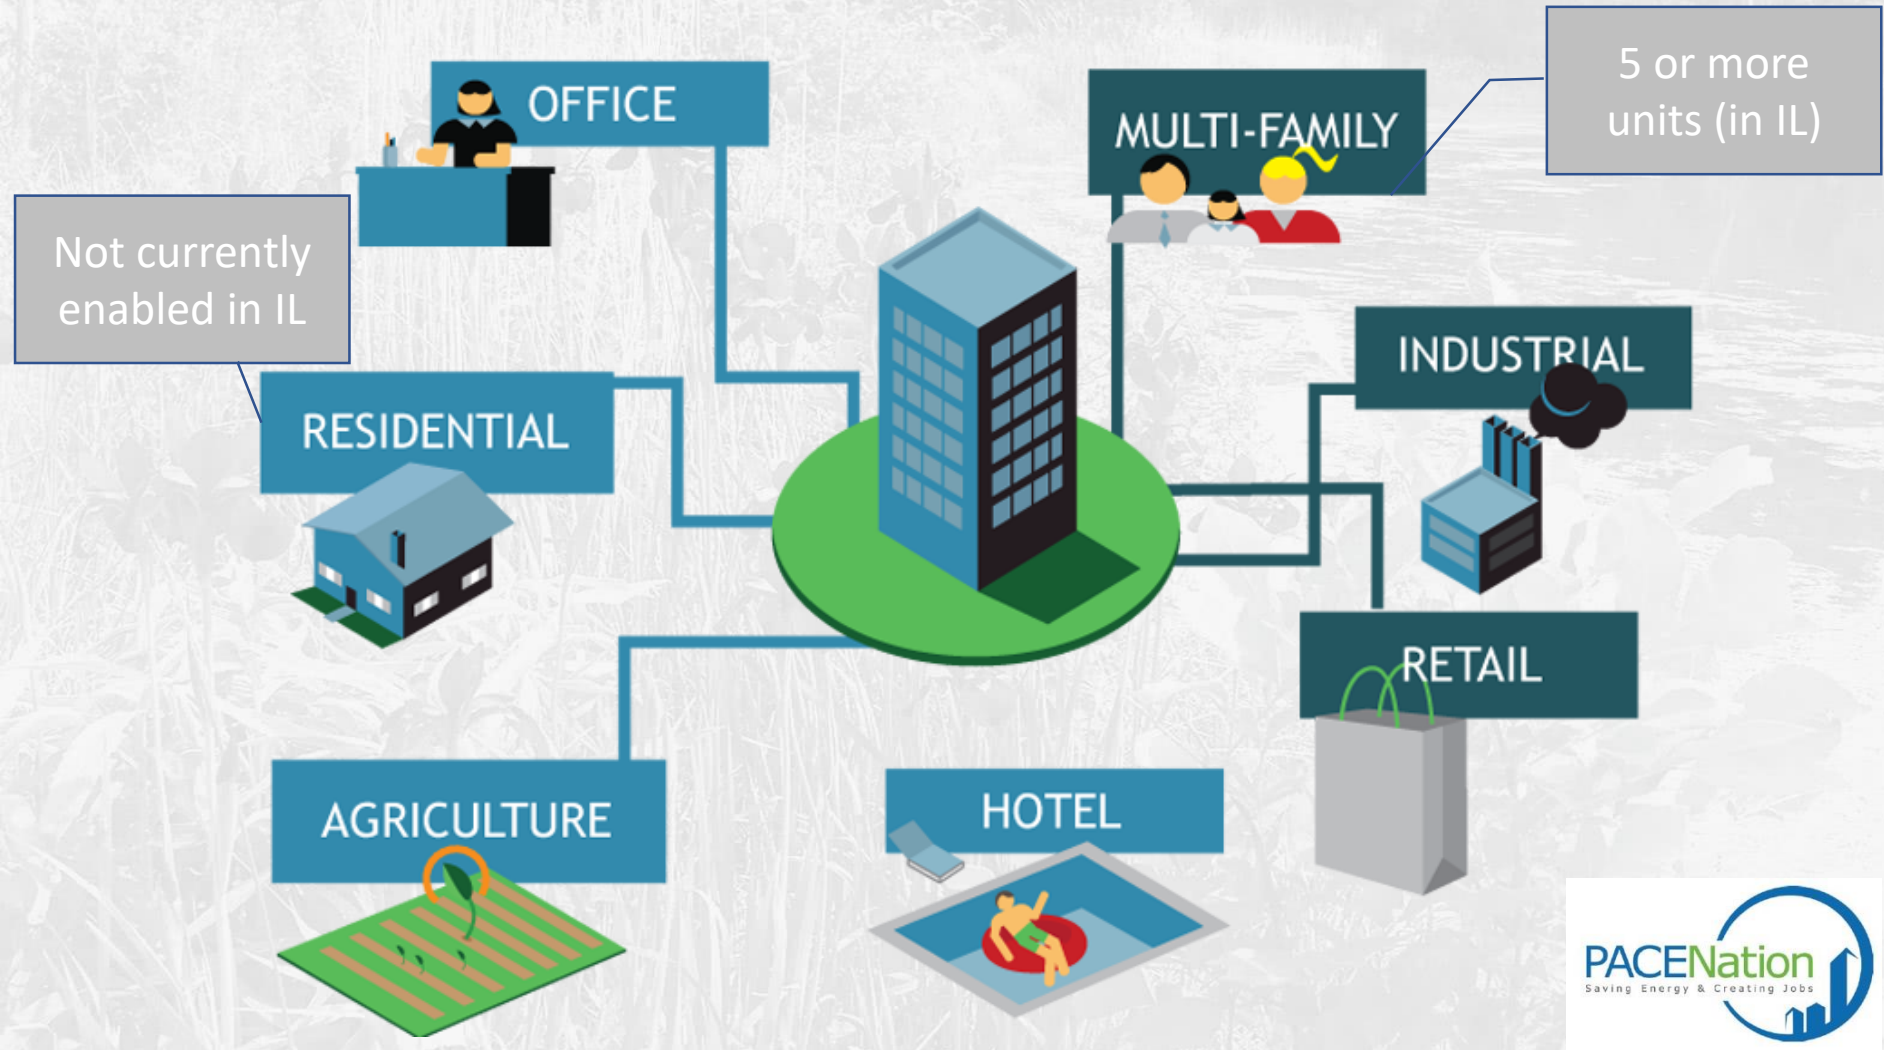 OFFICE
MULTI-FAMILY
5 or more
units (in IL)
Not currently
enabled in IL
INDUSTRIAL
RESIDENTIAL
RETAIL
AGRICULTURE
HOTEL
PACENation
Saving Energy & Creating Jobs